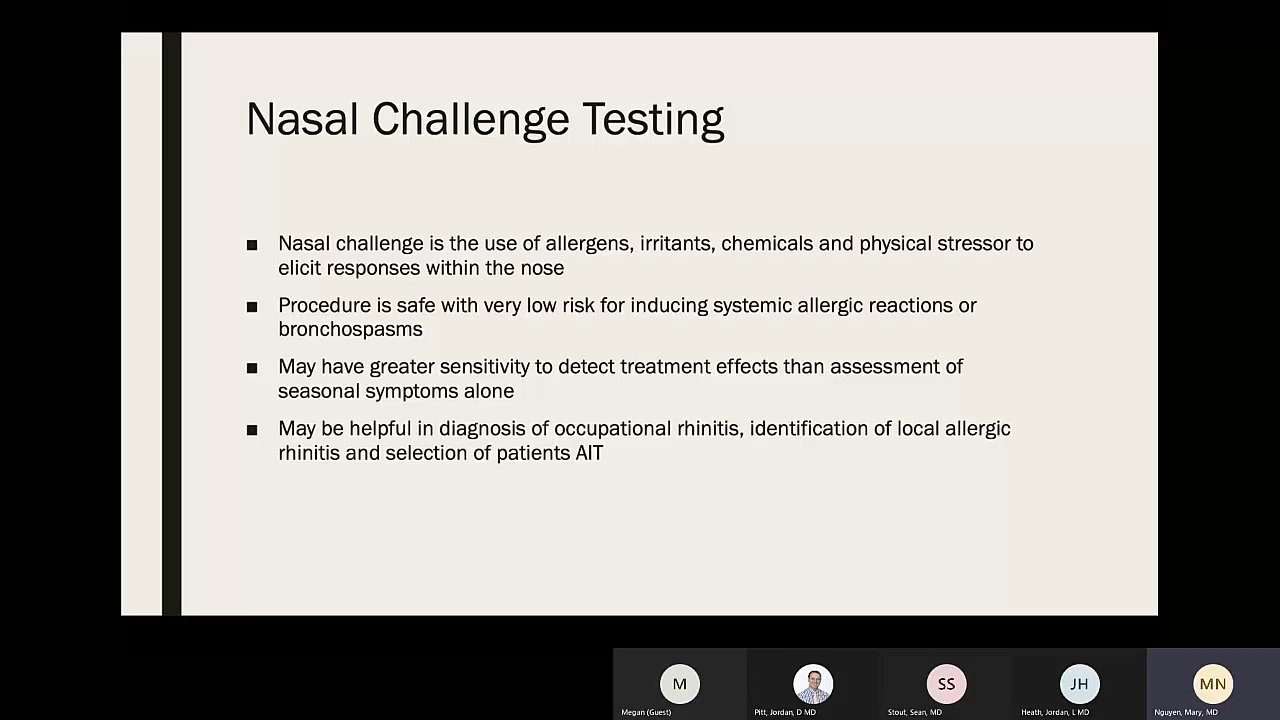 Nasal Challenge Testing
■ Nasal challenge is the use of allergens, irritants, chemicals and physical stressor to
elicit responses within the nose
■ Procedure is safe with very low risk for inducing systemic allergic reactions or
bronchospasms
■ May have greater sensitivity to detect treatment effects than assessment of
seasonal symptoms alone
■ May be helpful in diagnosis of occupational rhinitis, identification of local allergic
rhinitis and selection of patients AIT
M
SS
JH
MN
Megan (Guest)
Pitt, Jordan, D MD
Stout, Sean, MD
Heath, Jordan, L MD
Nguyen, Mary, MD